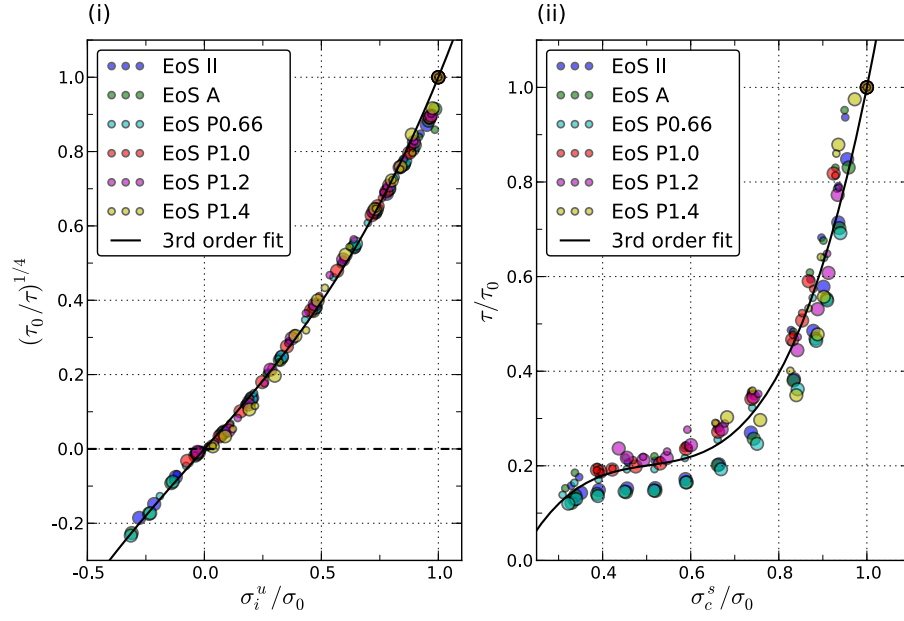 (i)
(τ₀/τ)^{1/4}
1.0
0.8
0.6
0.4
0.2
0.0
-0.2
EoS II
EoS A
EoS P0.66
EoS P1.0
EoS P1.2
EoS P1.4
3rd order fit
-0.5 0.0 0.5 1.0
σᵢᵘ/σ₀
(ii)
τ/τ₀
1.0
0.8
0.6
0.4
0.2
0.0
EoS II
EoS A
EoS P0.66
EoS P1.0
EoS P1.2
EoS P1.4
3rd order fit
0.4 0.6 0.8 1.0
σ_c^s/σ₀